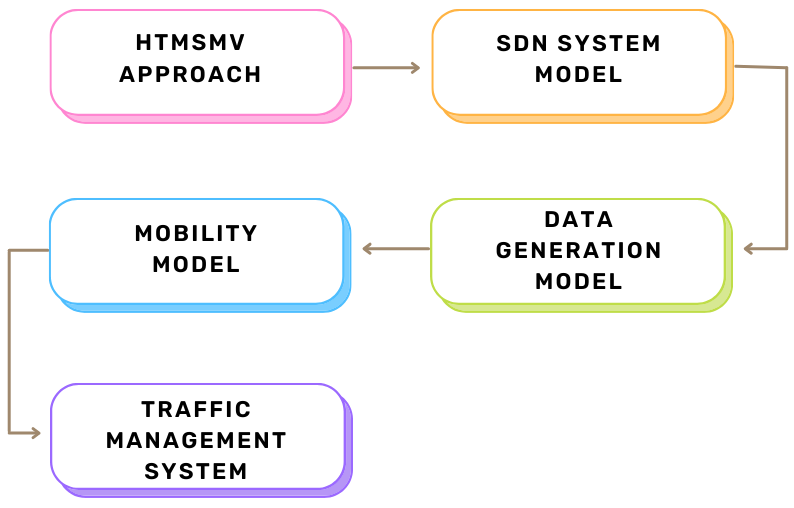 HTMSMV
APPROACH
SDN SYSTEM
MODEL
DATA
GENERATION
MODEL
MOBILITY
MODEL
TRAFFIC
MANAGEMENT
SYSTEM